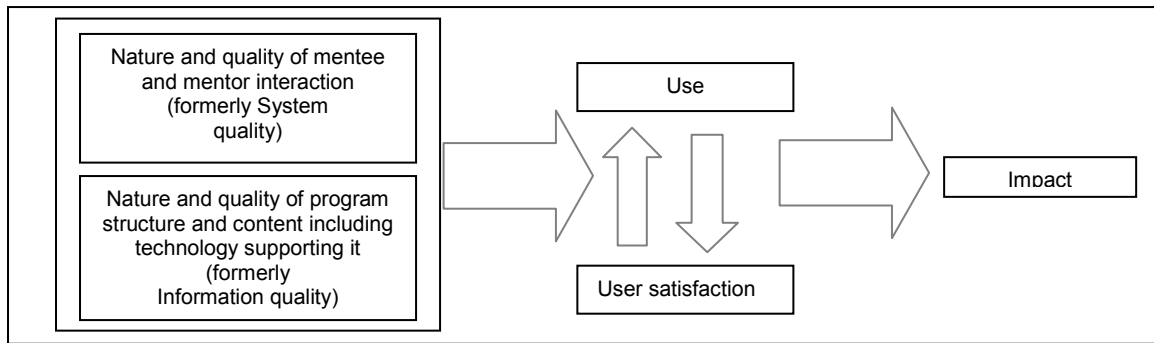 Nature and quality of mentee
and mentor interaction
(formerly System
quality)
Nature and quality of program
structure and content including
technology supporting it
(formerly
Information quality)
Use
User satisfaction
Impact